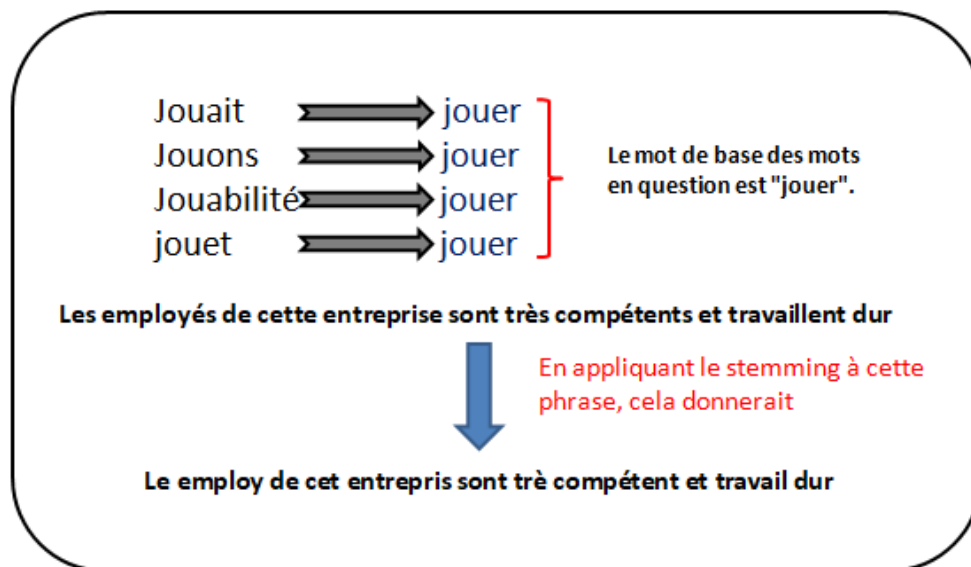 Jouait jouer
Jouons jouer
Jouabilité jouer
jouet jouer
Le mot de base des mots
en question est "jouer".
Les employés de cette entreprise sont très compétents et travaillent dur
En appliquant le stemming à cette
phrase, cela donnerait
Le employ de cet entrepris sont trè compétent et travail dur